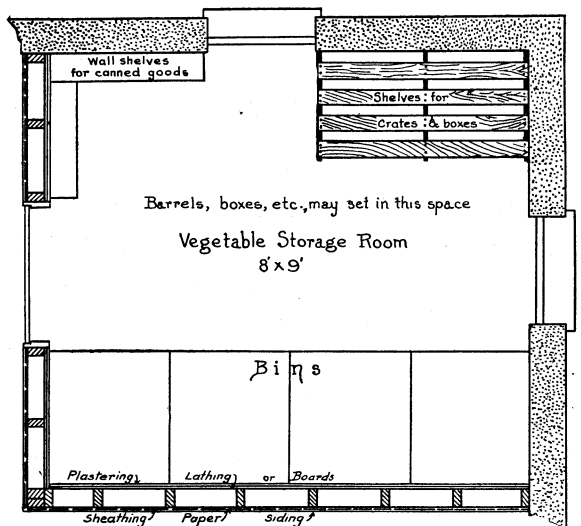 Wall shelves
for canned goods
Shelves for
Crates & boxes
Barrels, boxes, etc., may set in this space
Vegetable Storage Room
8' x 9'
Bins
Plastering Lathing or Boards
Sheathing Paper Siding